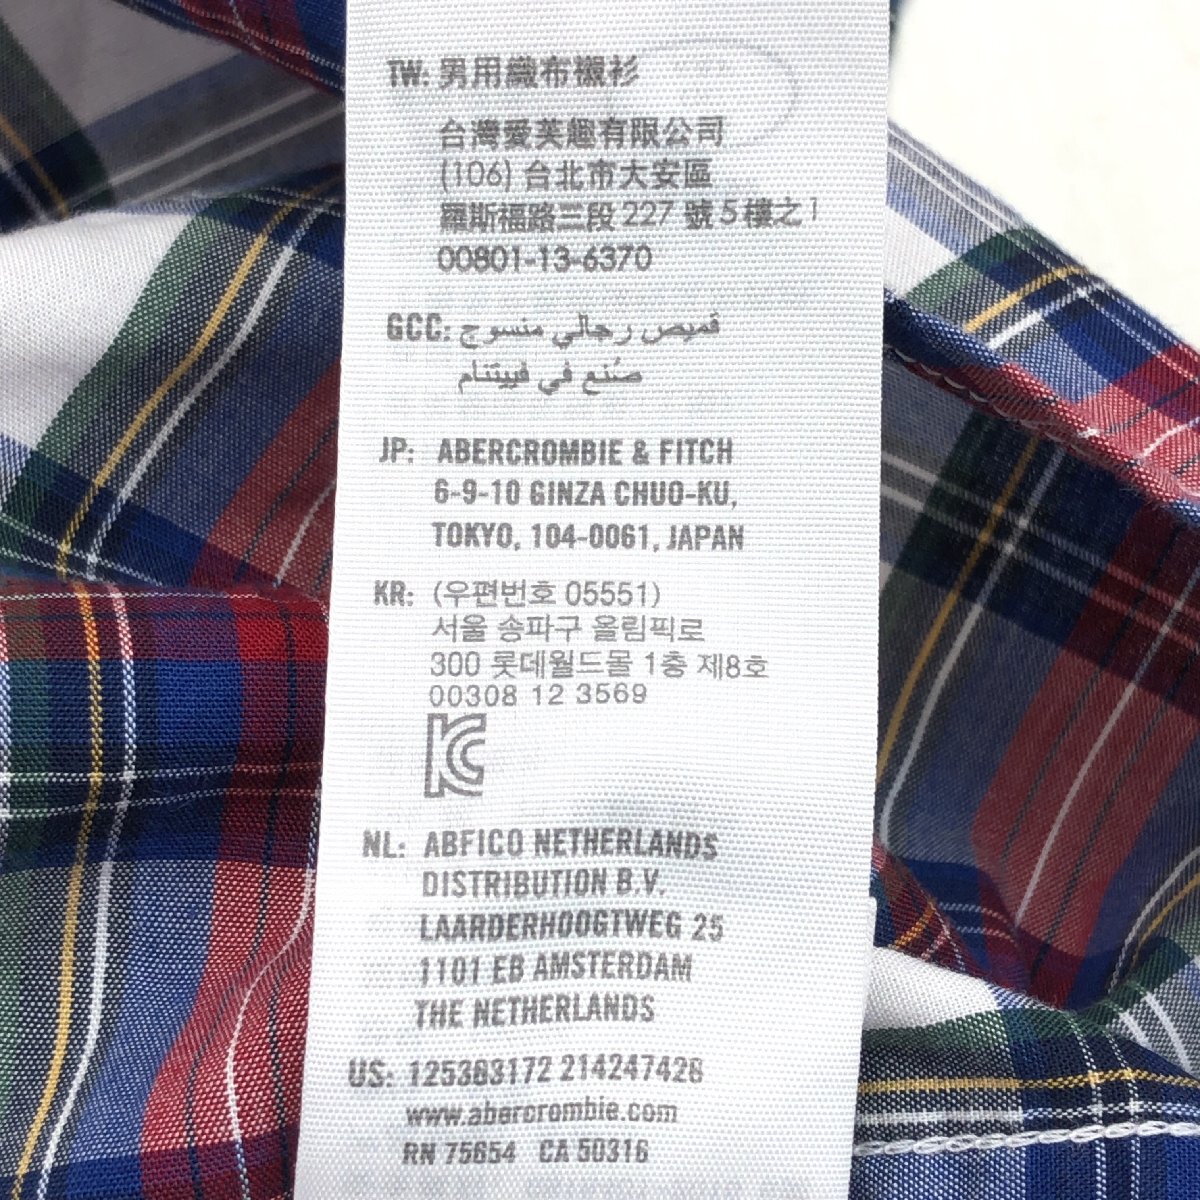 TW: 男用織布襯衫
台灣愛芙趣有限公司
(106) 台北市大安區
羅斯福路三段 227 號 5 樓之 1
00801-13-6370
GCC: قميص رجالي منسوج
صُنع في فييتنام
JP: ABERCROMBIE & FITCH
6-9-10 GINZA CHUO-KU,
TOKYO, 104-0061, JAPAN
KR: (우편번호 05551)
서울 송파구 올림픽로
300 롯데월드몰 1층 제8호
00308 12 3569
KC
NL: ABFICO NETHERLANDS
DISTRIBUTION B.V.
LAARDERHOOGTWEG 25
1101 EB AMSTERDAM
THE NETHERLANDS
US: 125383172 214247428
www.abercrombie.com
RN 75654 CA 50316